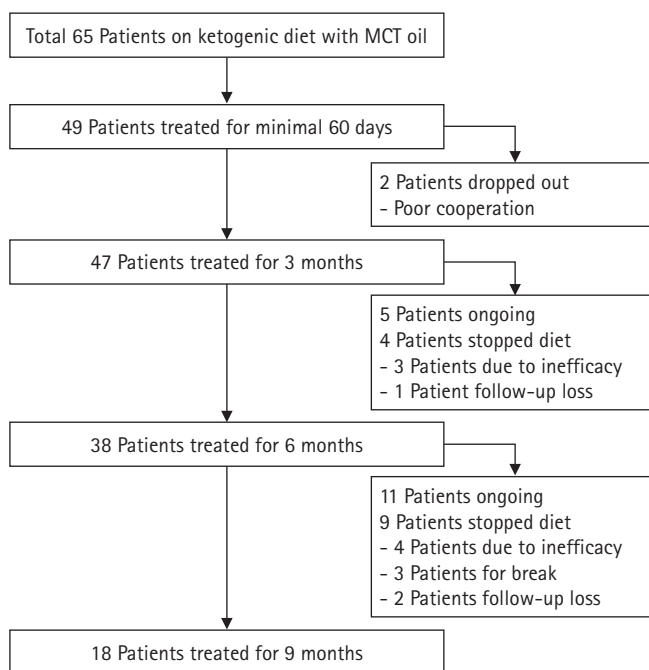 Total 65 Patients on ketogenic diet with MCT oil
49 Patients treated for minimal 60 days
2 Patients dropped out
- Poor cooperation
47 Patients treated for 3 months
5 Patients ongoing
4 Patients stopped diet
- 3 Patients due to inefficacy
- 1 Patient follow-up loss
38 Patients treated for 6 months
11 Patients ongoing
9 Patients stopped diet
- 4 Patients due to inefficacy
- 3 Patients for break
- 2 Patients follow-up loss
18 Patients treated for 9 months